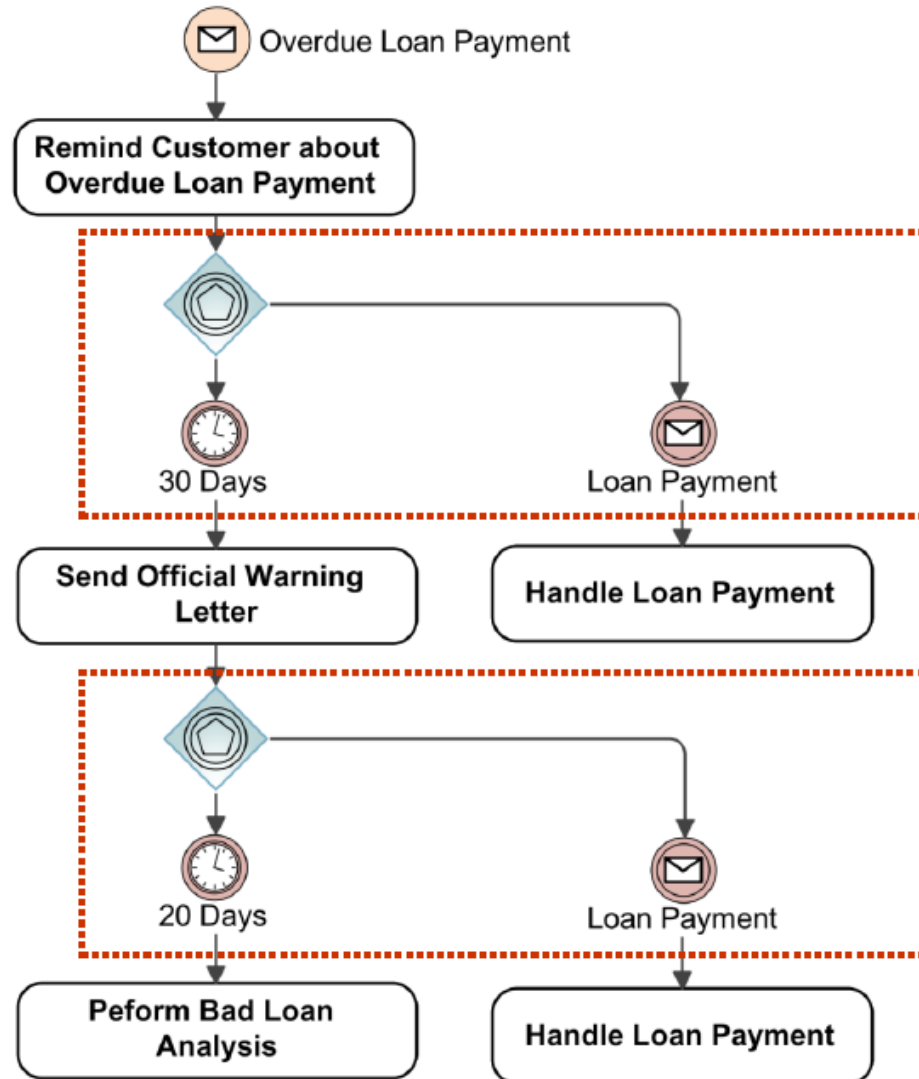 Overdue Loan Payment
Remind Customer about
Overdue Loan Payment
30 Days
Loan Payment
Send Official Warning
Letter
Handle Loan Payment
20 Days
Loan Payment
Peform Bad Loan
Analysis
Handle Loan Payment